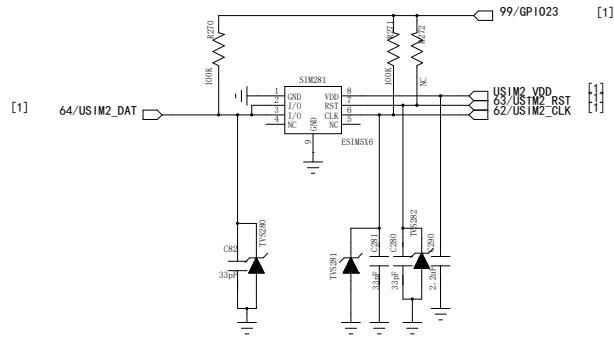 99/GPIO23 [1]
R270
100K
R271
100K
R272
NC
SIM281
1 GND VDD 8
2 I/O RST 7
3 I/O CLK 6
4 NC NC 5
GND
9
ESIM5X6
[1] 64/USIM2_DAT
USIM2_VDD [1]
63/USIM2_RST [1]
62/USIM2_CLK [1]
C82
33pF
TVS280
TVS281
C281
33pF
C280
33pF
TVS282
C290
2.2uF